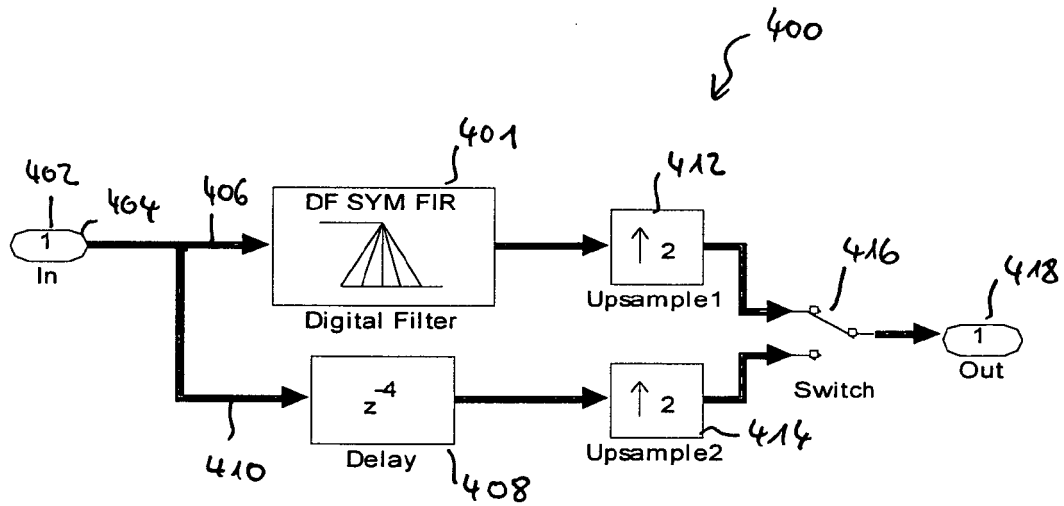 400
401
412
402
404
406
DF SYM FIR
↑ 2
416
418
1
In
Digital Filter
Upsample1
1
Out
Switch
z⁻⁴
↑ 2
410
Delay
408
Upsample2
414